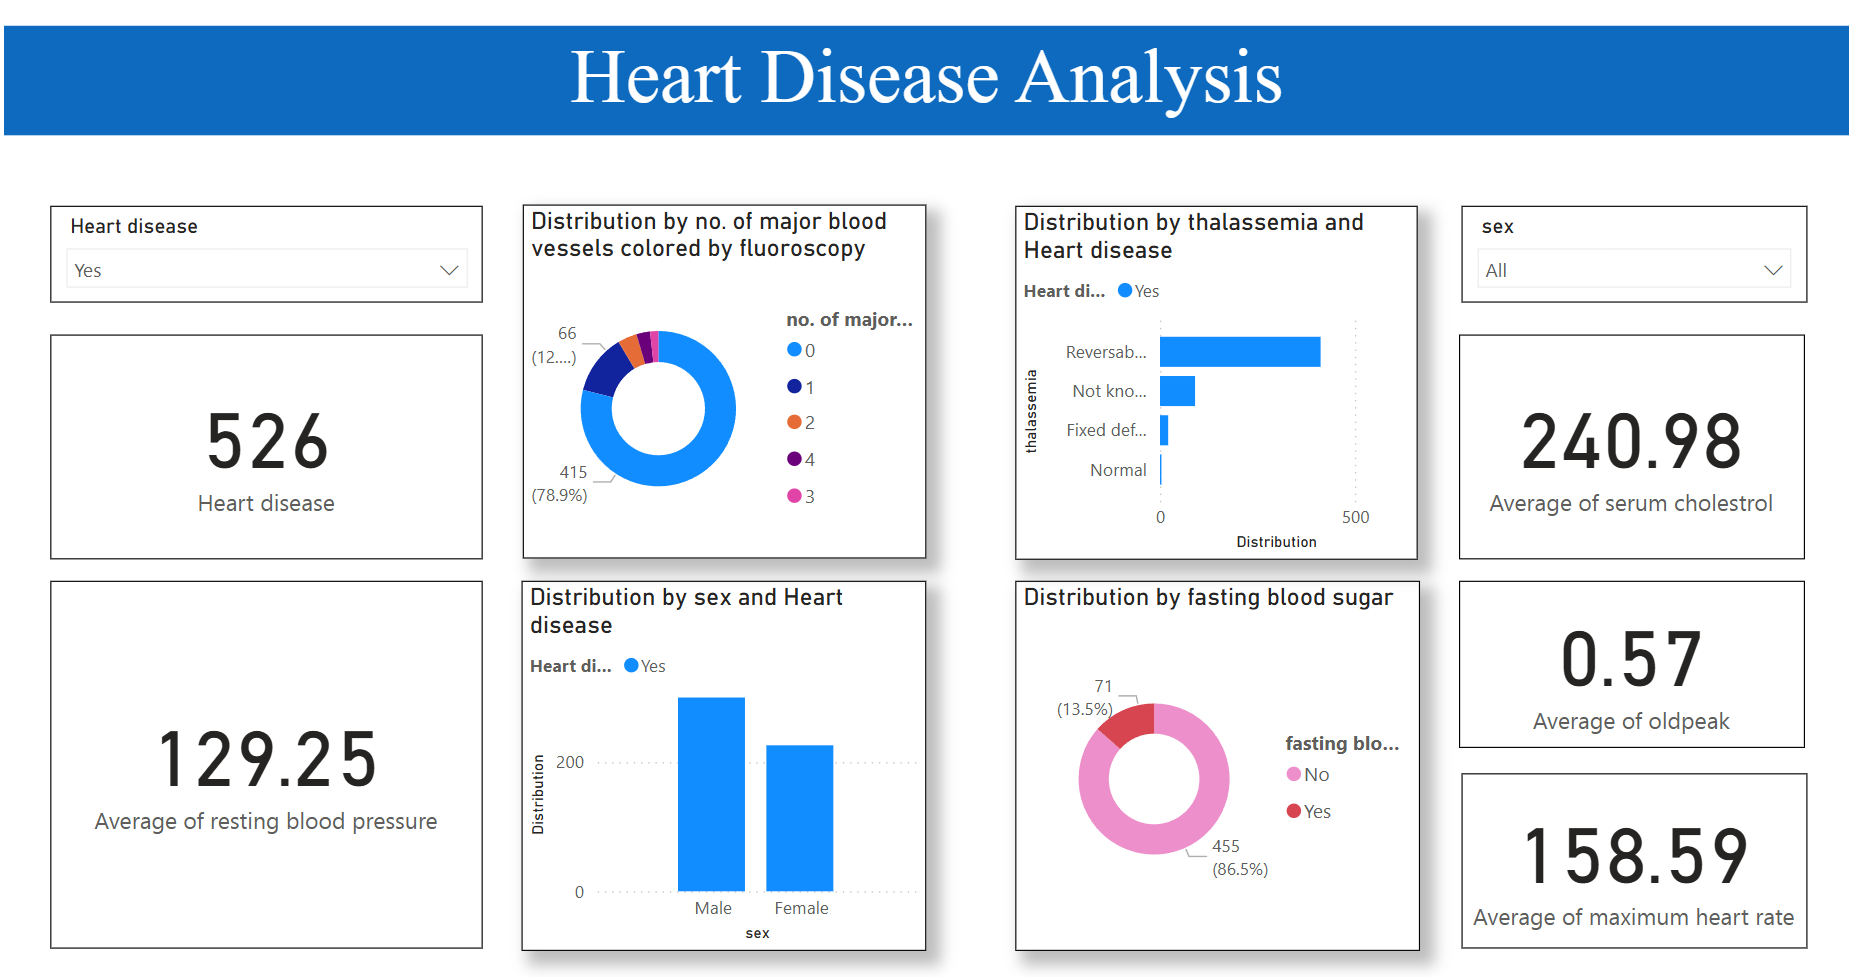 Heart Disease Analysis
Heart disease
Yes
526
Heart disease
129.25
Average of resting blood pressure
Distribution by no. of major blood
vessels colored by fluoroscopy
66
(12....)
415
(78.9%)
no. of major...
0
1
2
4
3
Distribution by sex and Heart
disease
Heart di... Yes
Distribution
200
0
Male Female
sex
Distribution by thalassemia and
Heart disease
Heart di... Yes
thalassemia
Reversab...
Not kno...
Fixed def...
Normal
0 500
Distribution
Distribution by fasting blood sugar
71
(13.5%)
455
(86.5%)
fasting blo...
No
Yes
sex
All
240.98
Average of serum cholestrol
0.57
Average of oldpeak
158.59
Average of maximum heart rate